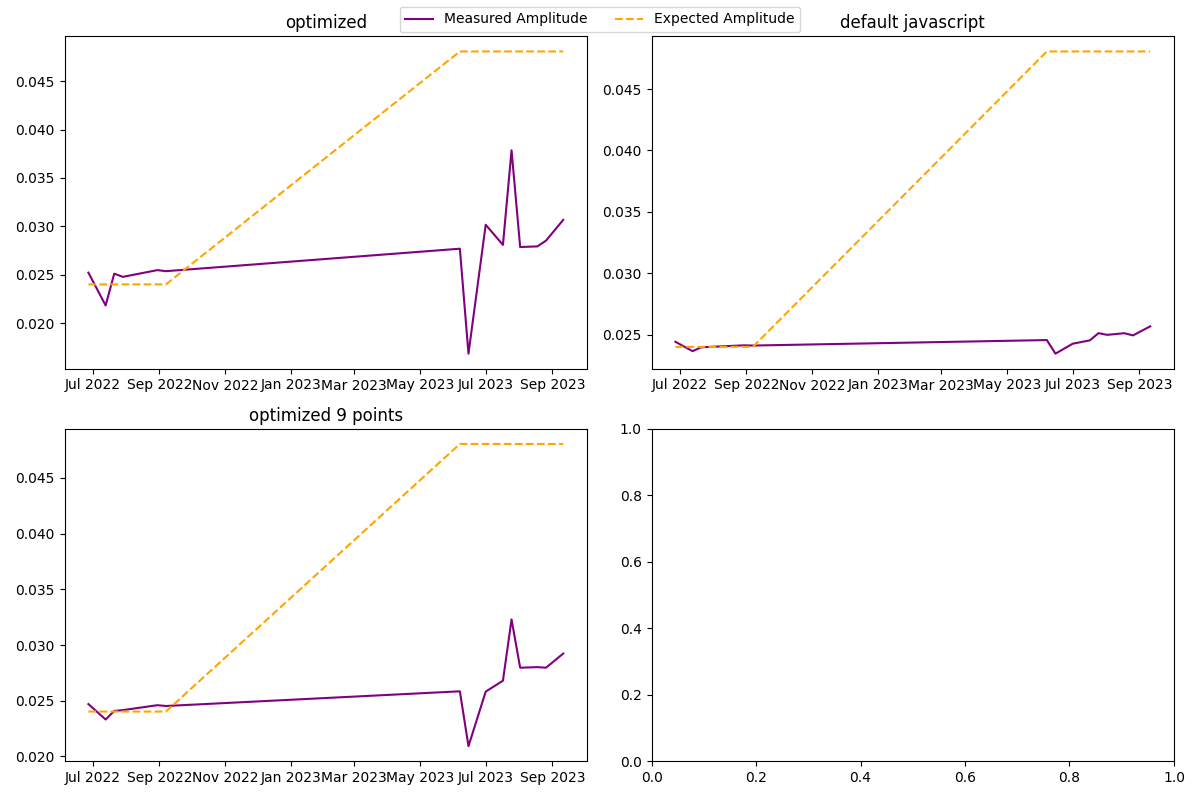 Measured Amplitude Expected Amplitude
optimized
0.045
0.040
0.035
0.030
0.025
0.020
Jul 2022 Sep 2022 Nov 2022 Jan 2023 Mar 2023 May 2023 Jul 2023 Sep 2023
default javascript
0.045
0.040
0.035
0.030
0.025
Jul 2022 Sep 2022 Nov 2022 Jan 2023 Mar 2023 May 2023 Jul 2023 Sep 2023
optimized 9 points
0.045
0.040
0.035
0.030
0.025
0.020
Jul 2022 Sep 2022 Nov 2022 Jan 2023 Mar 2023 May 2023 Jul 2023 Sep 2023
1.0
0.8
0.6
0.4
0.2
0.0
0.0 0.2 0.4 0.6 0.8 1.0